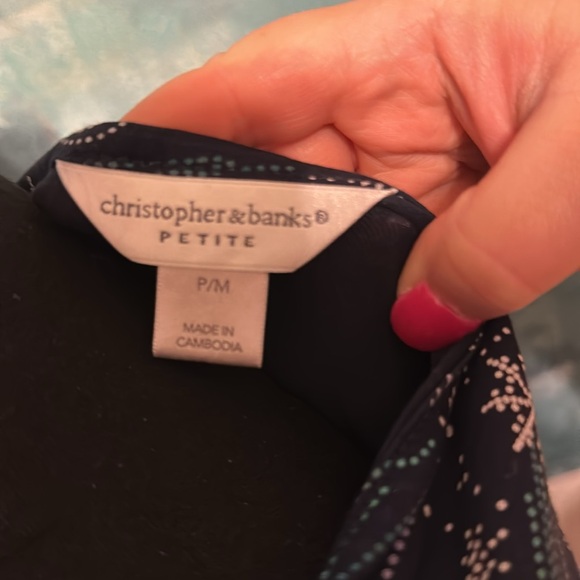 christopher&banks®
PETITE
P/M
MADE IN
CAMBODIA